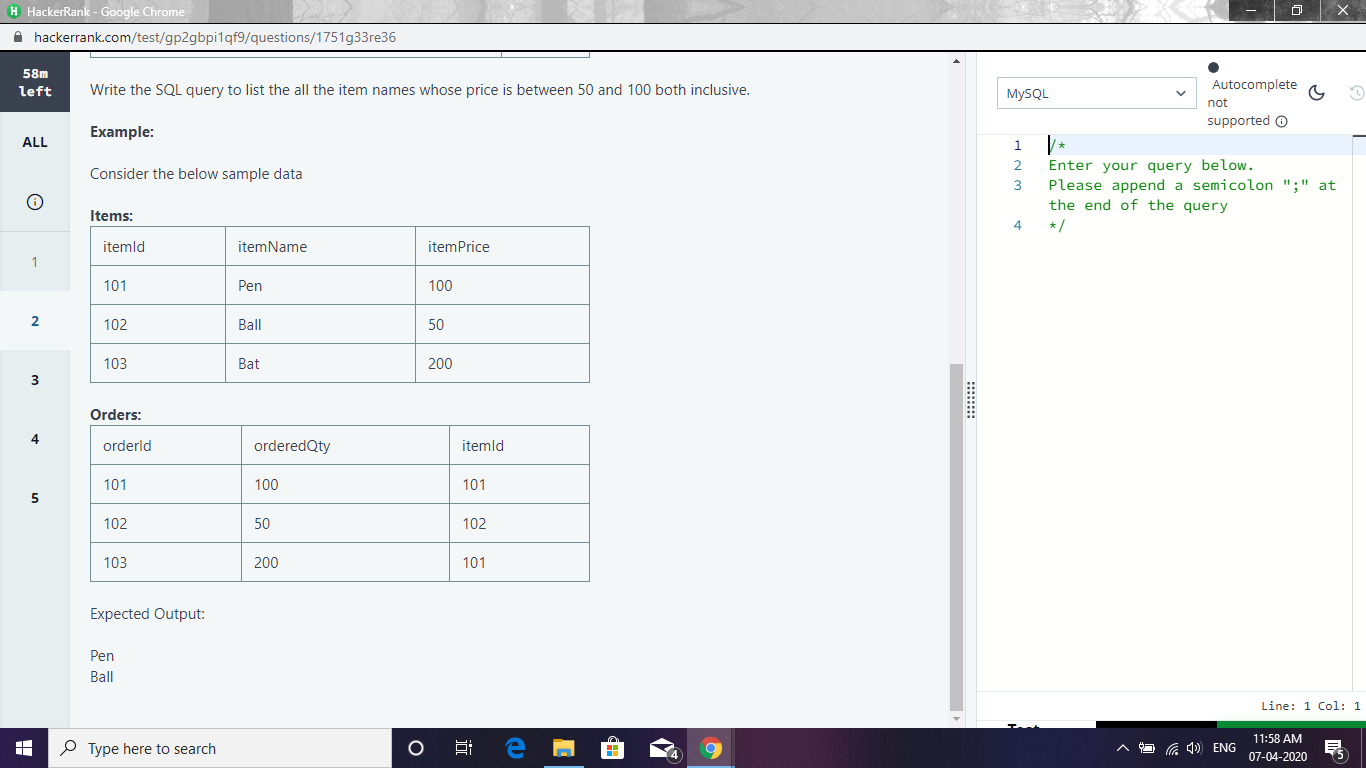 HackerRank - Google Chrome
hackerrank.com/test/gp2gbpi1qf9/questions/1751g33re36
58m
left
ALL
1
2
3
4
5
Write the SQL query to list the all the item names whose price is between 50 and 100 both inclusive.
Example:
Consider the below sample data
Items:
itemId itemName itemPrice
101 Pen 100
102 Ball 50
103 Bat 200
Orders:
orderId orderedQty itemId
101 100 101
102 50 102
103 200 101
Expected Output:
Pen
Ball
MySQL
Autocomplete
not
supported
1 /*
2 Enter your query below.
3 Please append a semicolon ";" at
the end of the query
4 */
Line: 1 Col: 1
Type here to search
4
ENG
11:58 AM
07-04-2020
5